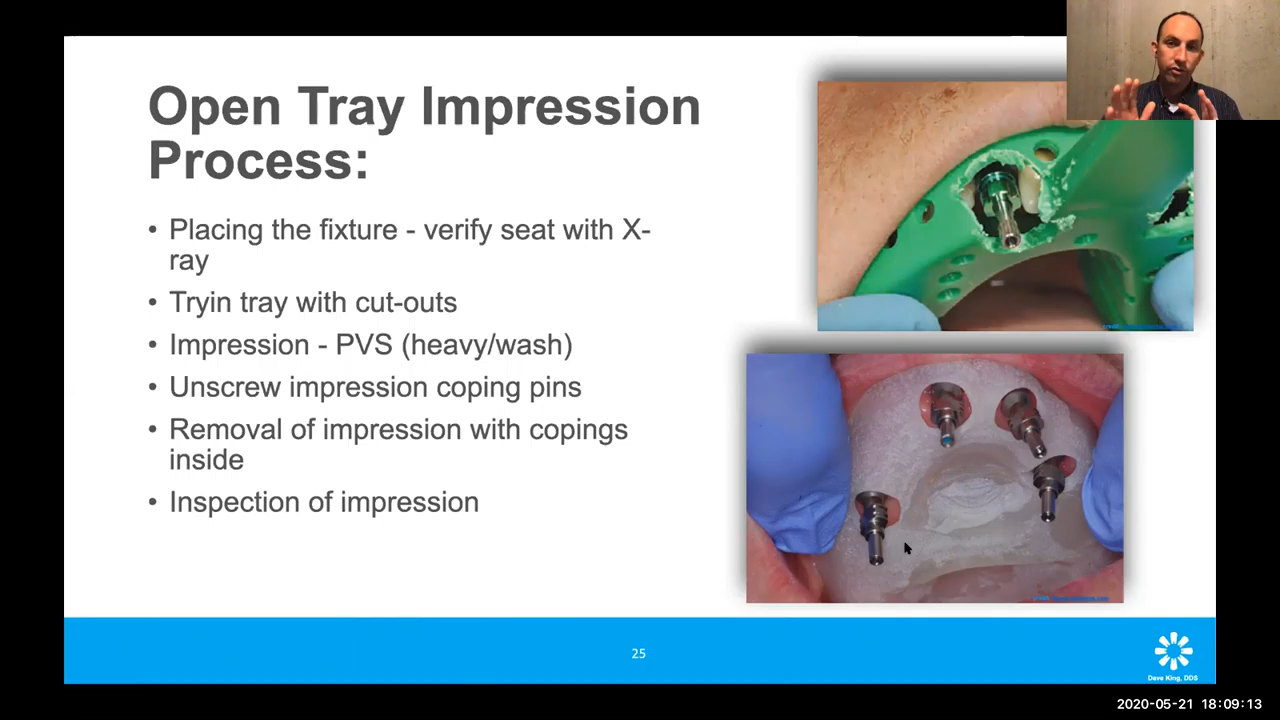 Open Tray Impression
Process:
• Placing the fixture - verify seat with X-
ray
• Tryin tray with cut-outs
• Impression - PVS (heavy/wash)
• Unscrew impression coping pins
• Removal of impression with copings
inside
• Inspection of impression
25
Dave King, DDS
2020-05-21 18:09:13